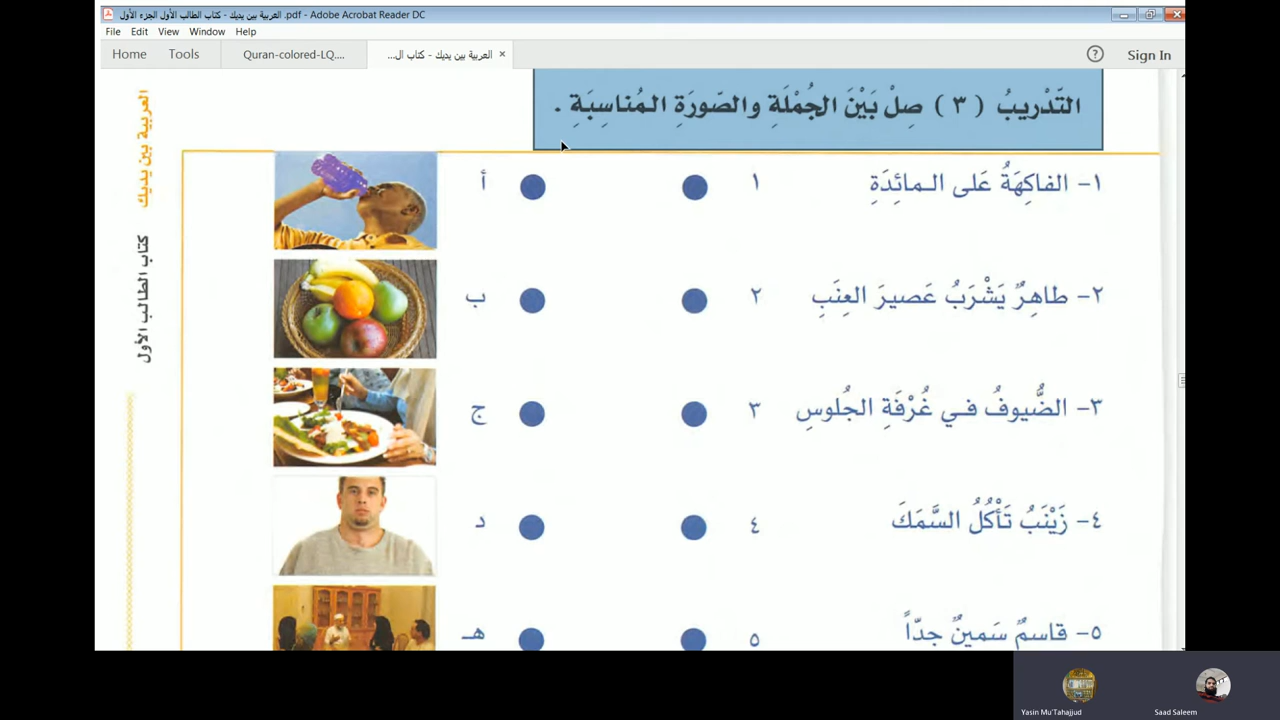 العربية بين يديك - كتاب الطالب الأول الجزء الأول .pdf - Adobe Acrobat Reader DC
File Edit View Window Help
Home Tools Quran-colored-LQ.... العربية بين يديك - كتاب ال... × ? Sign In
العربية بين يديك
كتاب الطالب الأول
التَّدْريبُ ( ٣ ) صِلْ بَيْنَ الجُمْلَةِ والصّورَةِ المُناسِبَةِ .
١- الفاكِهَةُ عَلى المائِدَةِ ١ أ
٢- طاهِرٌ يَشْرَبُ عَصيرَ العِنَبِ ٢ ب
٣- الضُّيوفُ في غُرْفَةِ الجُلوسِ ٣ ج
٤- زَيْنَبُ تَأْكُلُ السَّمَكَ ٤ د
٥- قاسِمٌ سَمينٌ جِدّاً ٥ هـ
Yasin Mu'Tahajjud
Saad Saleem